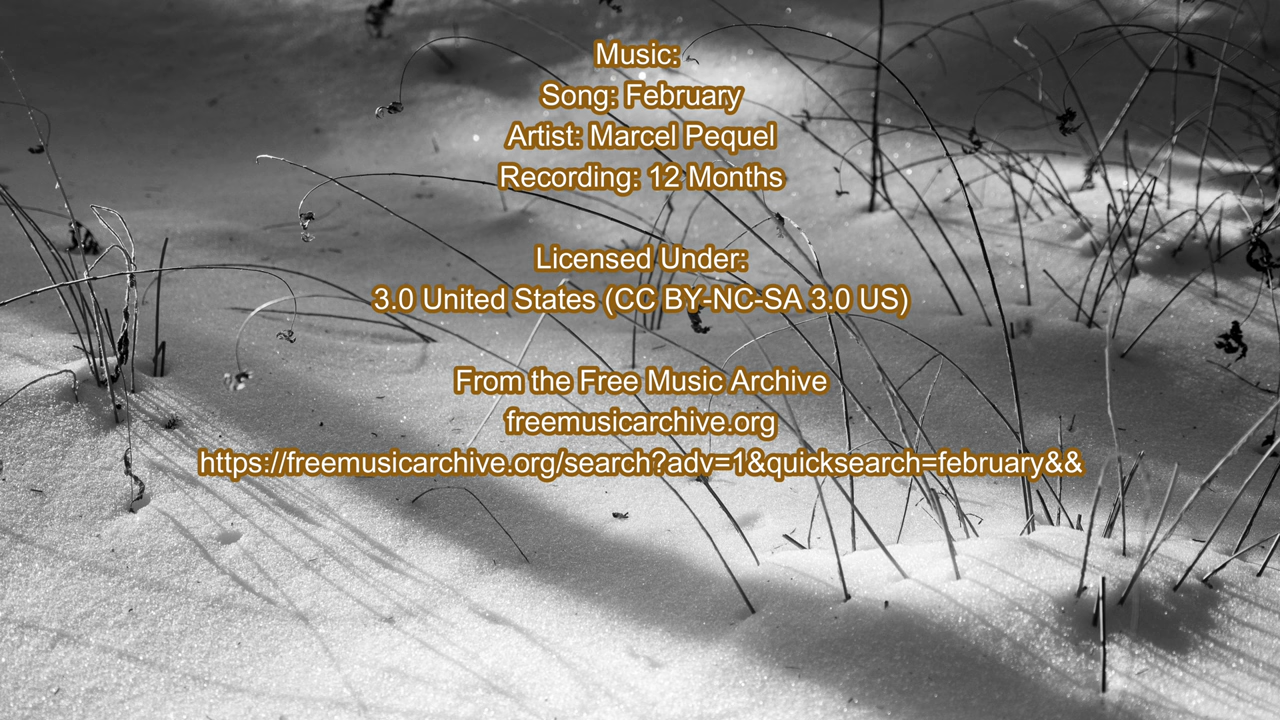 Music:
Song: February
Artist: Marcel Pequel
Recording: 12 Months
Licensed Under:
3.0 United States (CC BY-NC-SA 3.0 US)
From the Free Music Archive
freemusicarchive.org
https://freemusicarchive.org/search?adv=1&quicksearch=february&&